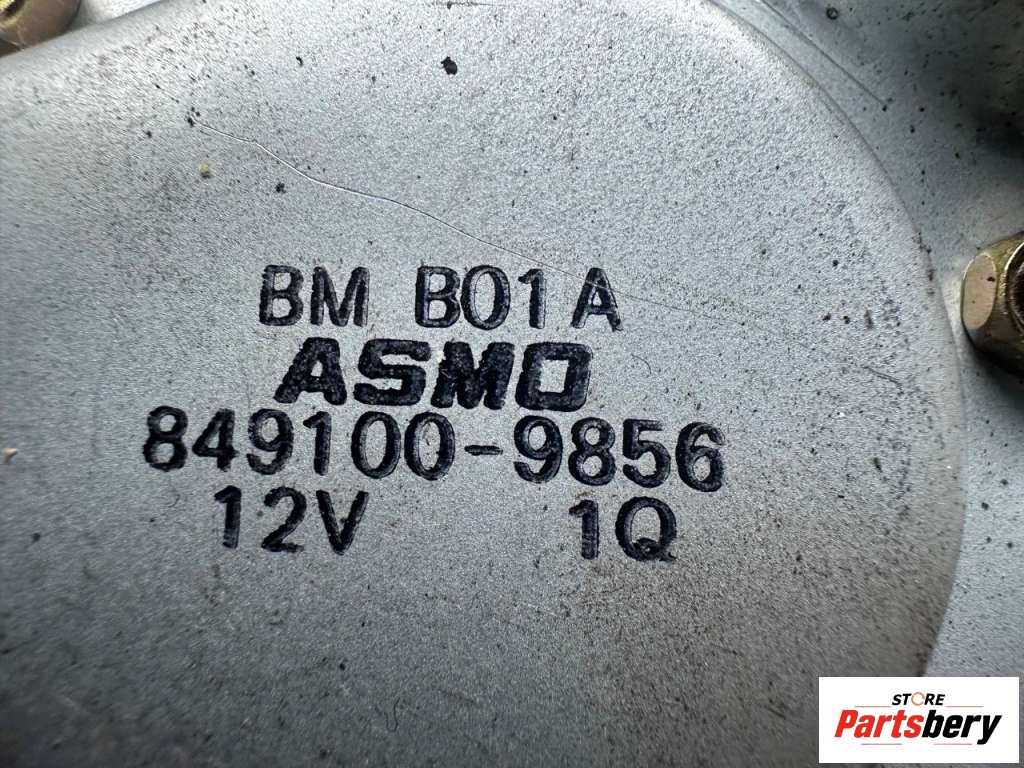 BM B01A
ASMO
849100-9856
12V 1Q
STORE
Partsbery